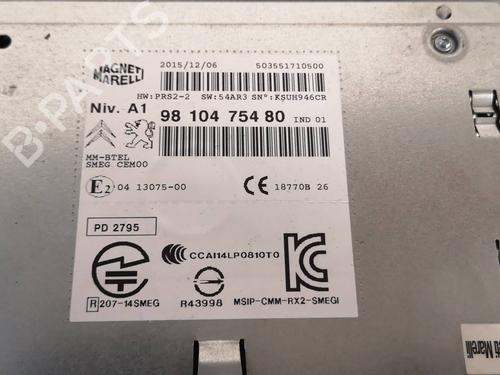 MAGNETI MARELLI
2015/12/06 503551710500
HW:PRS2-2 SW:54AR3 SN°:KSUH946CR
Niv. A1
98 104 754 80 IND 01
MM-BTEL
SMEG CEM00
E2 04 13075-00 CE 18770B 26
PD 2795
CCAI14LP0810T0
R 207-14SMEG R43998 MSIP-CMM-RX2-SMEGI
Marelli
B-PARTS